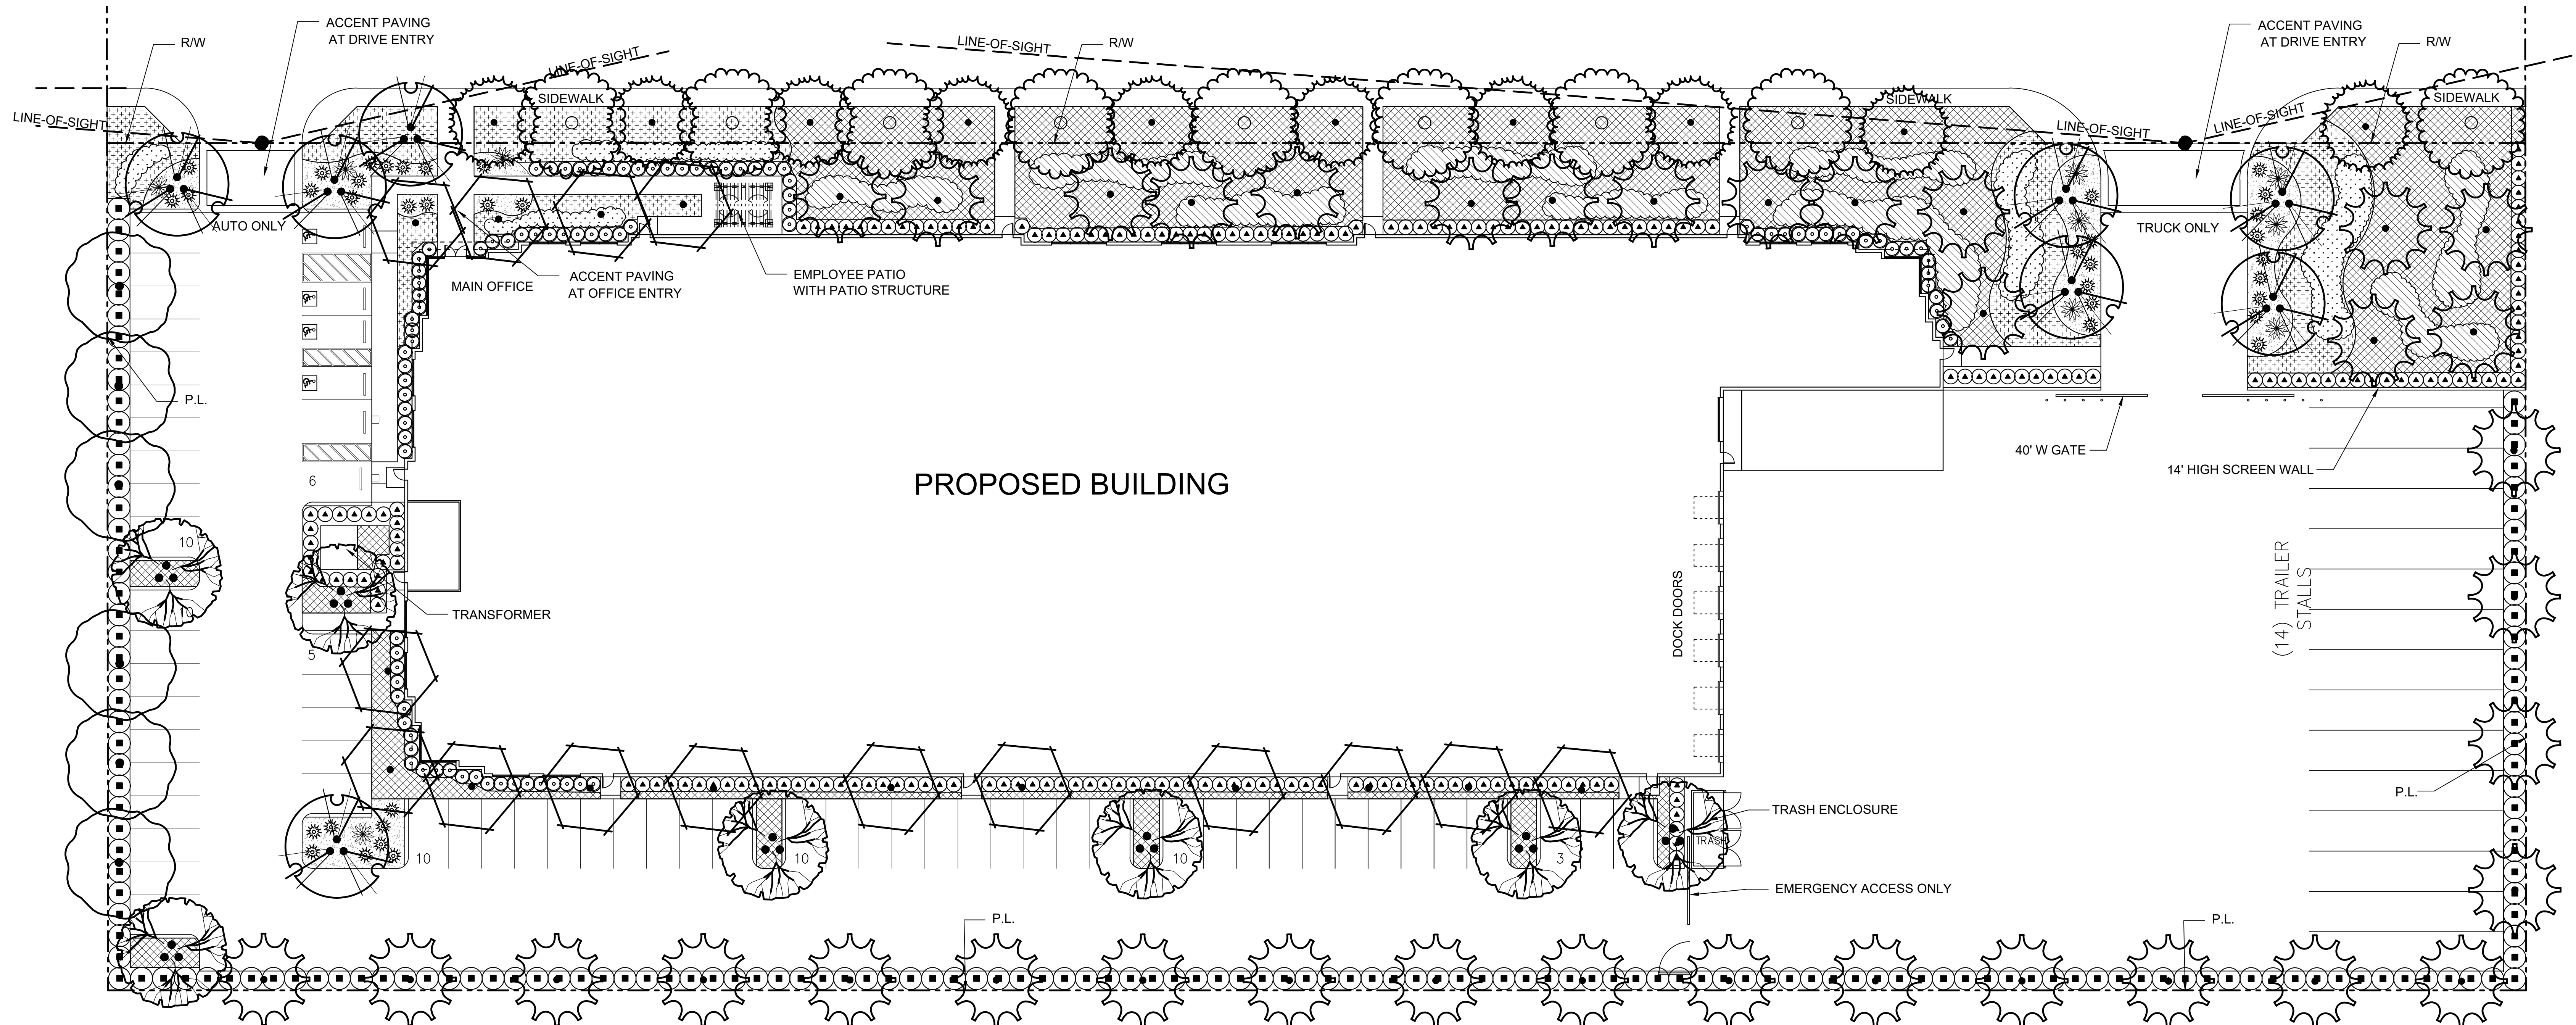 ACCENT PAVING
AT DRIVE ENTRY
R/W
LINE-OF-SIGHT
LINE-OF-SIGHT
R/W
ACCENT PAVING
AT DRIVE ENTRY
R/W
LINE-OF-SIGHT
SIDEWALK
SIDEWALK
LINE-OF-SIGHT
LINE-OF-SIGHT
SIDEWALK
AUTO ONLY
TRUCK ONLY
MAIN OFFICE
ACCENT PAVING
AT OFFICE ENTRY
EMPLOYEE PATIO
WITH PATIO STRUCTURE
P.L.
40' W GATE
14' HIGH SCREEN WALL
PROPOSED BUILDING
6
10
10
TRANSFORMER
5
DOCK DOORS
(14) TRAILER
STALLS
P.L.
TRASH ENCLOSURE
TRASH
10
10
10
3
EMERGENCY ACCESS ONLY
P.L.
P.L.